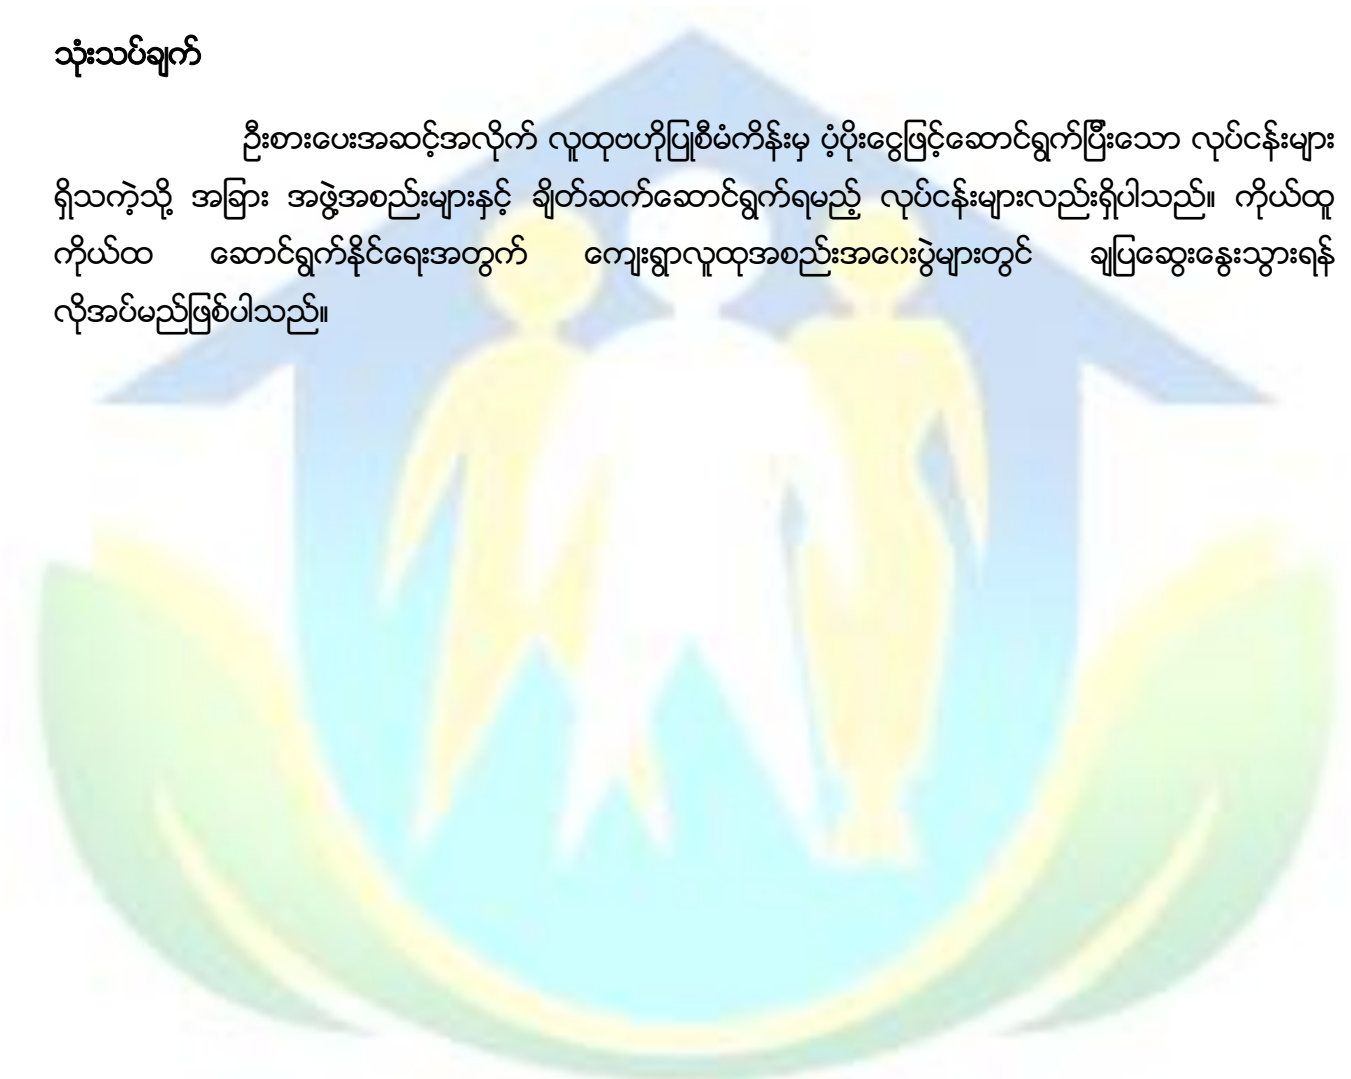 သုံးသပ်ချက်
ဦးစားပေးအဆင့်အလိုက် လူထုဗဟိုပြုစီမံကိန်းမှ ပံ့ပိုးငွေဖြင့်ဆောင်ရွက်ပြီးသော လုပ်ငန်းများ
ရှိသကဲ့သို့ အခြား အဖွဲ့အစည်းများနှင့် ချိတ်ဆက်ဆောင်ရွက်ရမည့် လုပ်ငန်းများလည်းရှိပါသည်။ ကိုယ်ထူ
ကိုယ်ထ ဆောင်ရွက်နိုင်ရေးအတွက် ကျေးရွာလူထုအစည်းအဝေးပွဲများတွင် ချပြဆွေးနွေးသွားရန်
လိုအပ်မည်ဖြစ်ပါသည်။